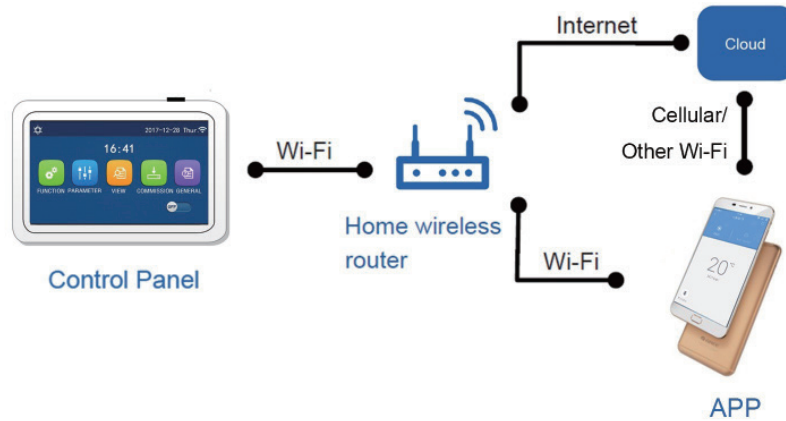 Internet
Cloud
2017-12-28 Thur
16:41
FUNCTION PARAMETER VIEW COMMISSION GENERAL
OFF
Wi-Fi
Cellular/
Other Wi-Fi
Home wireless
router
Wi-Fi
Control Panel
20
APP